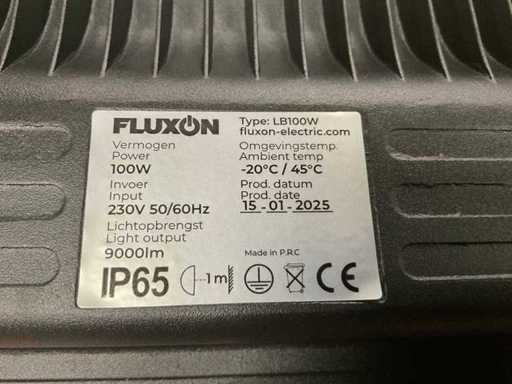 FLUXON
Vermogen
Power
100W
Invoer
Input
230V 50/60Hz
Lichtopbrengst
Light output
9000lm
Type: LB100W
fluxon-electric.com
Omgevingstemp.
Ambient temp
-20°C / 45°C
Prod. datum
Prod. date
15-01-2025
Made in P.R.C
IP65 1m CE